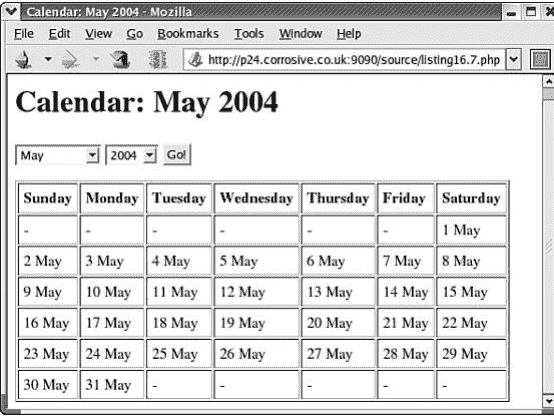 Calendar: May 2004 - Mozilla
File Edit View Go Bookmarks Tools Window Help
http://p24.corrosive.co.uk:9090/source/listing16.7.php
Calendar: May 2004
May 2004 Go!
Sunday Monday Tuesday Wednesday Thursday Friday Saturday
- - - - - - 1 May
2 May 3 May 4 May 5 May 6 May 7 May 8 May
9 May 10 May 11 May 12 May 13 May 14 May 15 May
16 May 17 May 18 May 19 May 20 May 21 May 22 May
23 May 24 May 25 May 26 May 27 May 28 May 29 May
30 May 31 May - - - - -